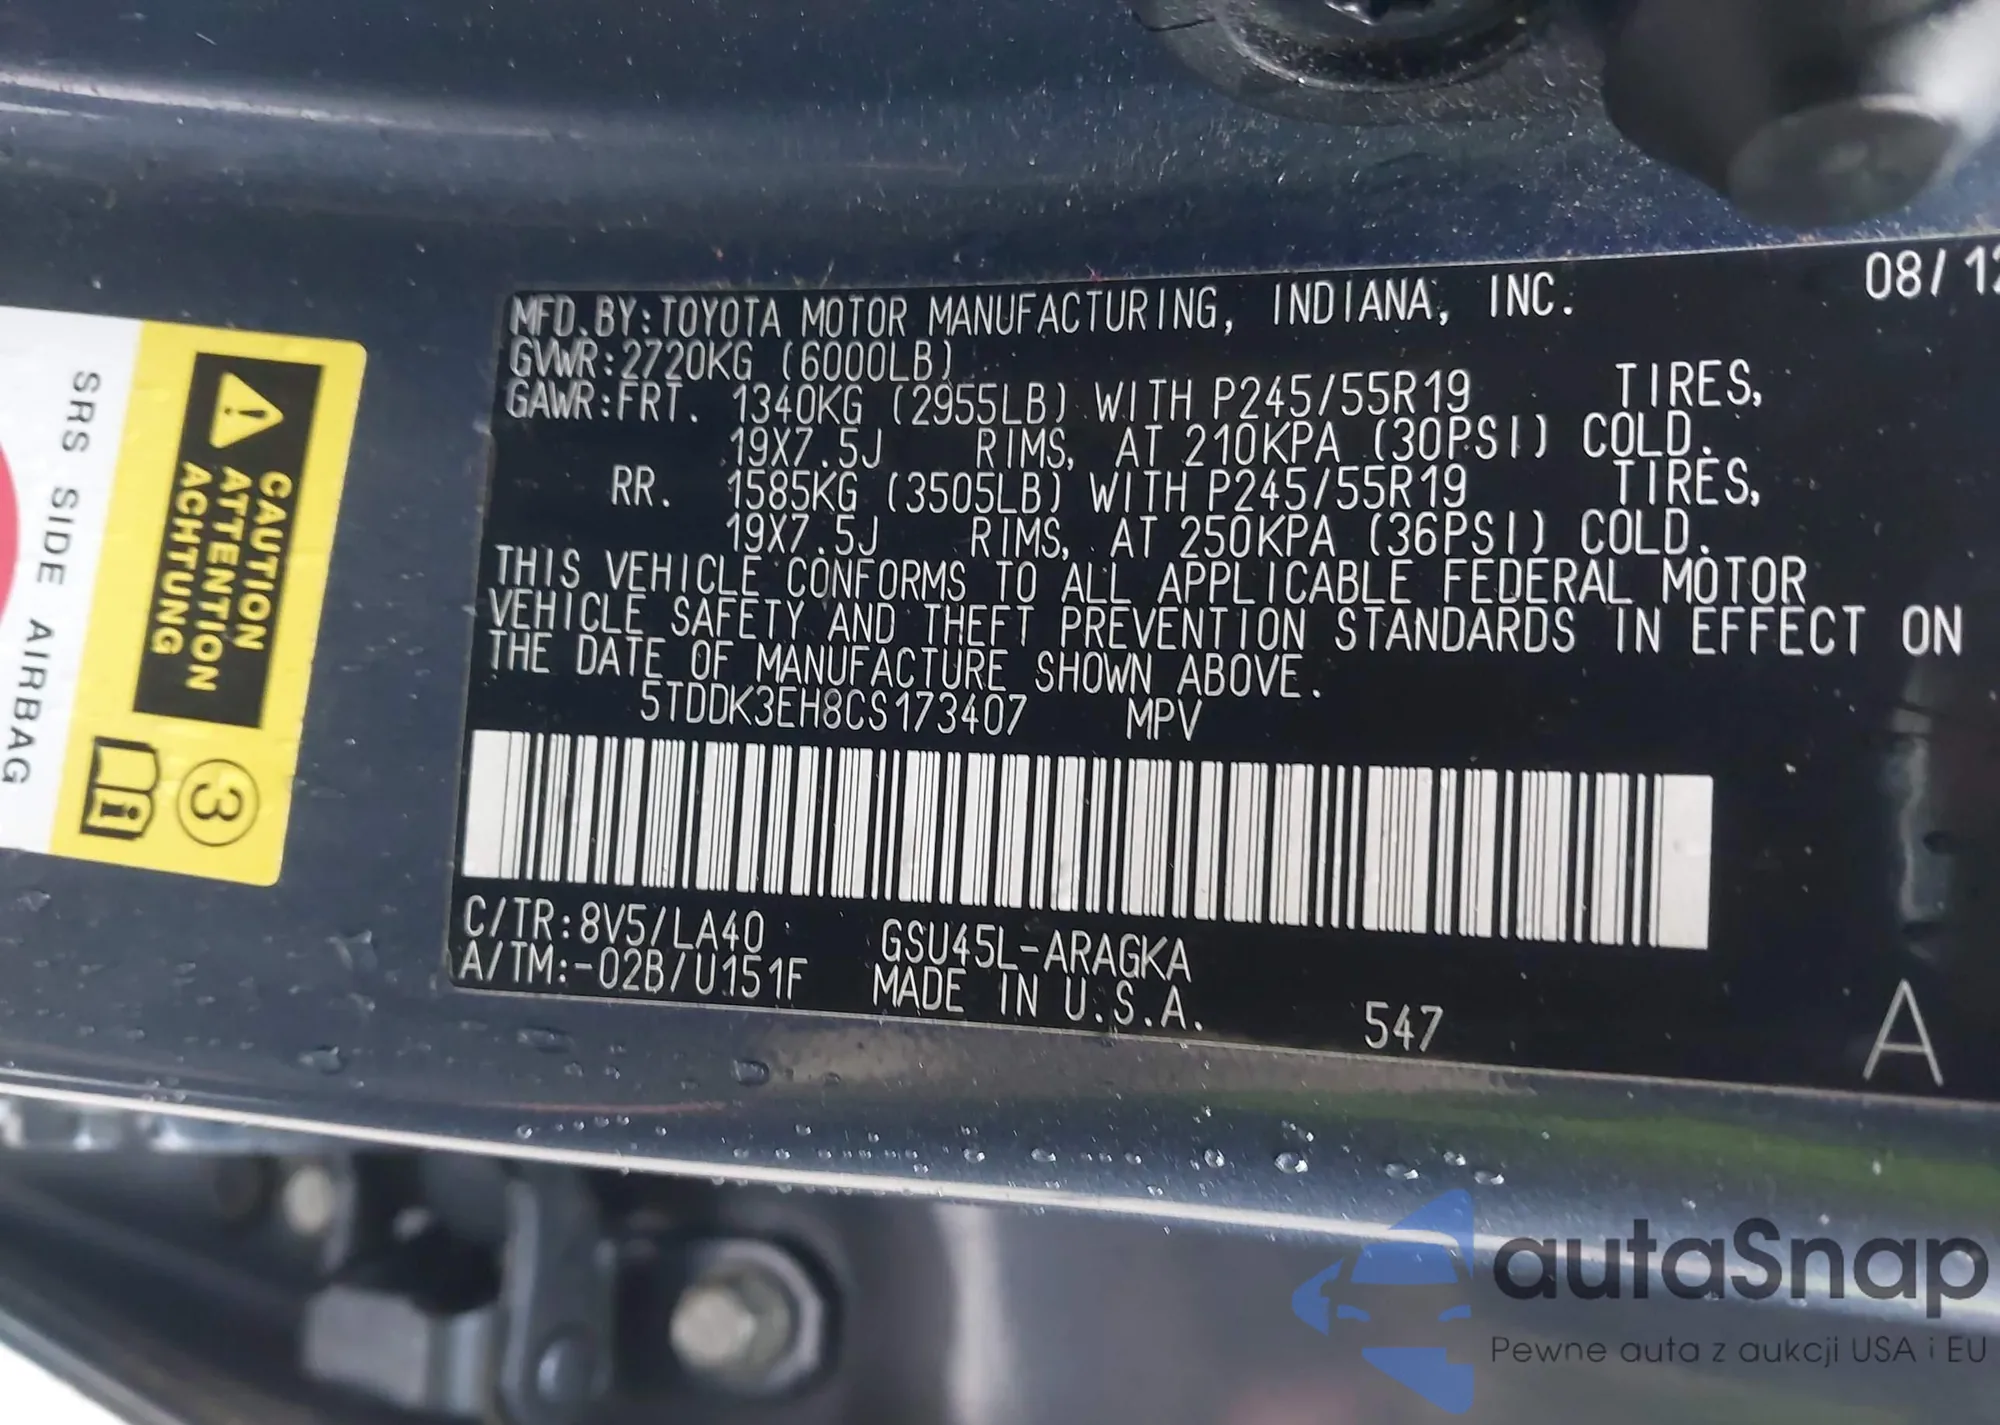 08/12
MFD.BY:TOYOTA MOTOR MANUFACTURING, INDIANA, INC.
GVWR:2720KG (6000LB)
GAWR:FRT. 1340KG (2955LB) WITH P245/55R19 TIRES,
19X7.5J RIMS, AT 210KPA (30PSI) COLD.
RR. 1585KG (3505LB) WITH P245/55R19 TIRES,
19X7.5J RIMS, AT 250KPA (36PSI) COLD.
THIS VEHICLE CONFORMS TO ALL APPLICABLE FEDERAL MOTOR
VEHICLE SAFETY AND THEFT PREVENTION STANDARDS IN EFFECT ON
THE DATE OF MANUFACTURE SHOWN ABOVE.
5TDDK3EH8CS173407 MPV
C/TR:8V5/LA40 GSU45L-ARAGKA
A/TM:-02B/U151F MADE IN U.S.A.
547
A
CAUTION
ATTENTION
ACHTUNG
3
SRS SIDE AIRBAG
autaSnap
Pewne auta z aukcji USA i EU